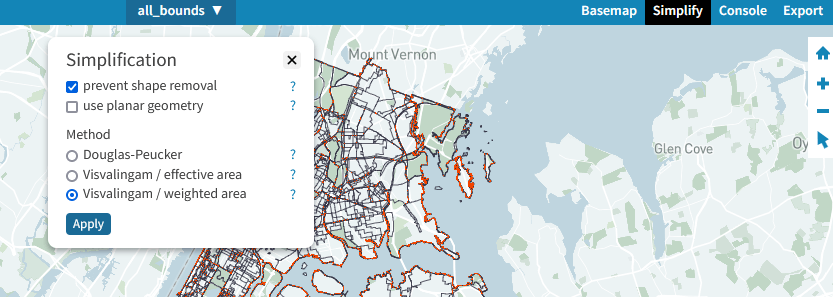 all_bounds ▼
Basemap Simplify Console Export
Simplification
prevent shape removal ?
use planar geometry ?
Method
Douglas-Peucker ?
Visvalingam / effective area ?
Visvalingam / weighted area ?
Apply
Mount Vernon
Glen Cove
Oy